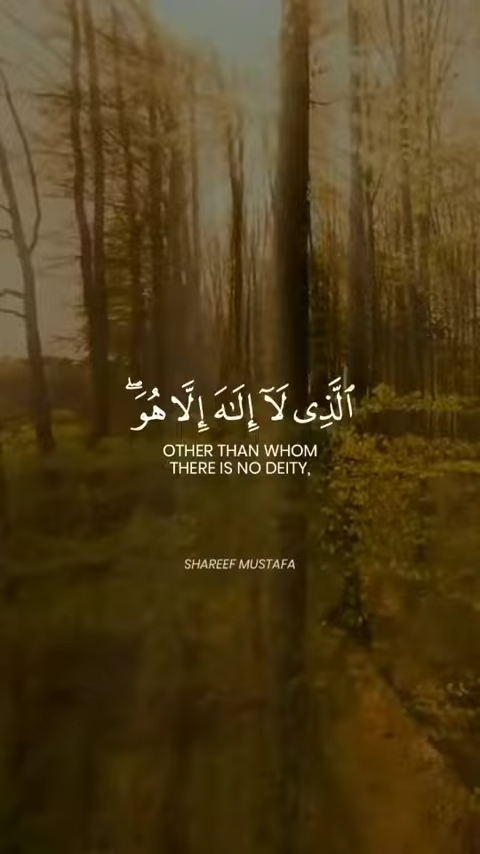 ٱلَّذِى لَآ إِلَـٰهَ إِلَّا هُوَ ۖ
OTHER THAN WHOM
THERE IS NO DEITY,
SHAREEF MUSTAFA